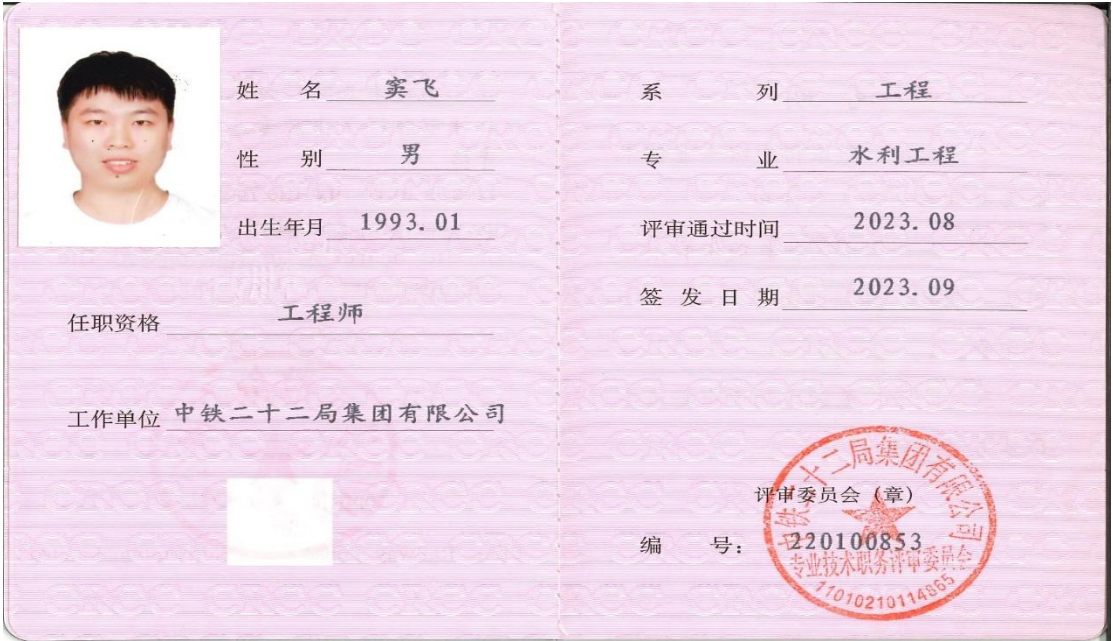 姓 名 窦飞
性 别 男
出生年月 1993.01
任职资格 工程师
工作单位 中铁二十二局集团有限公司
系 列 工程
专 业 水利工程
评审通过时间 2023.08
签发日期 2023.09
评审委员会（章）
编 号： 220100853
中铁二十二局集团有限公司
专业技术职务评审委员会
11010210114865